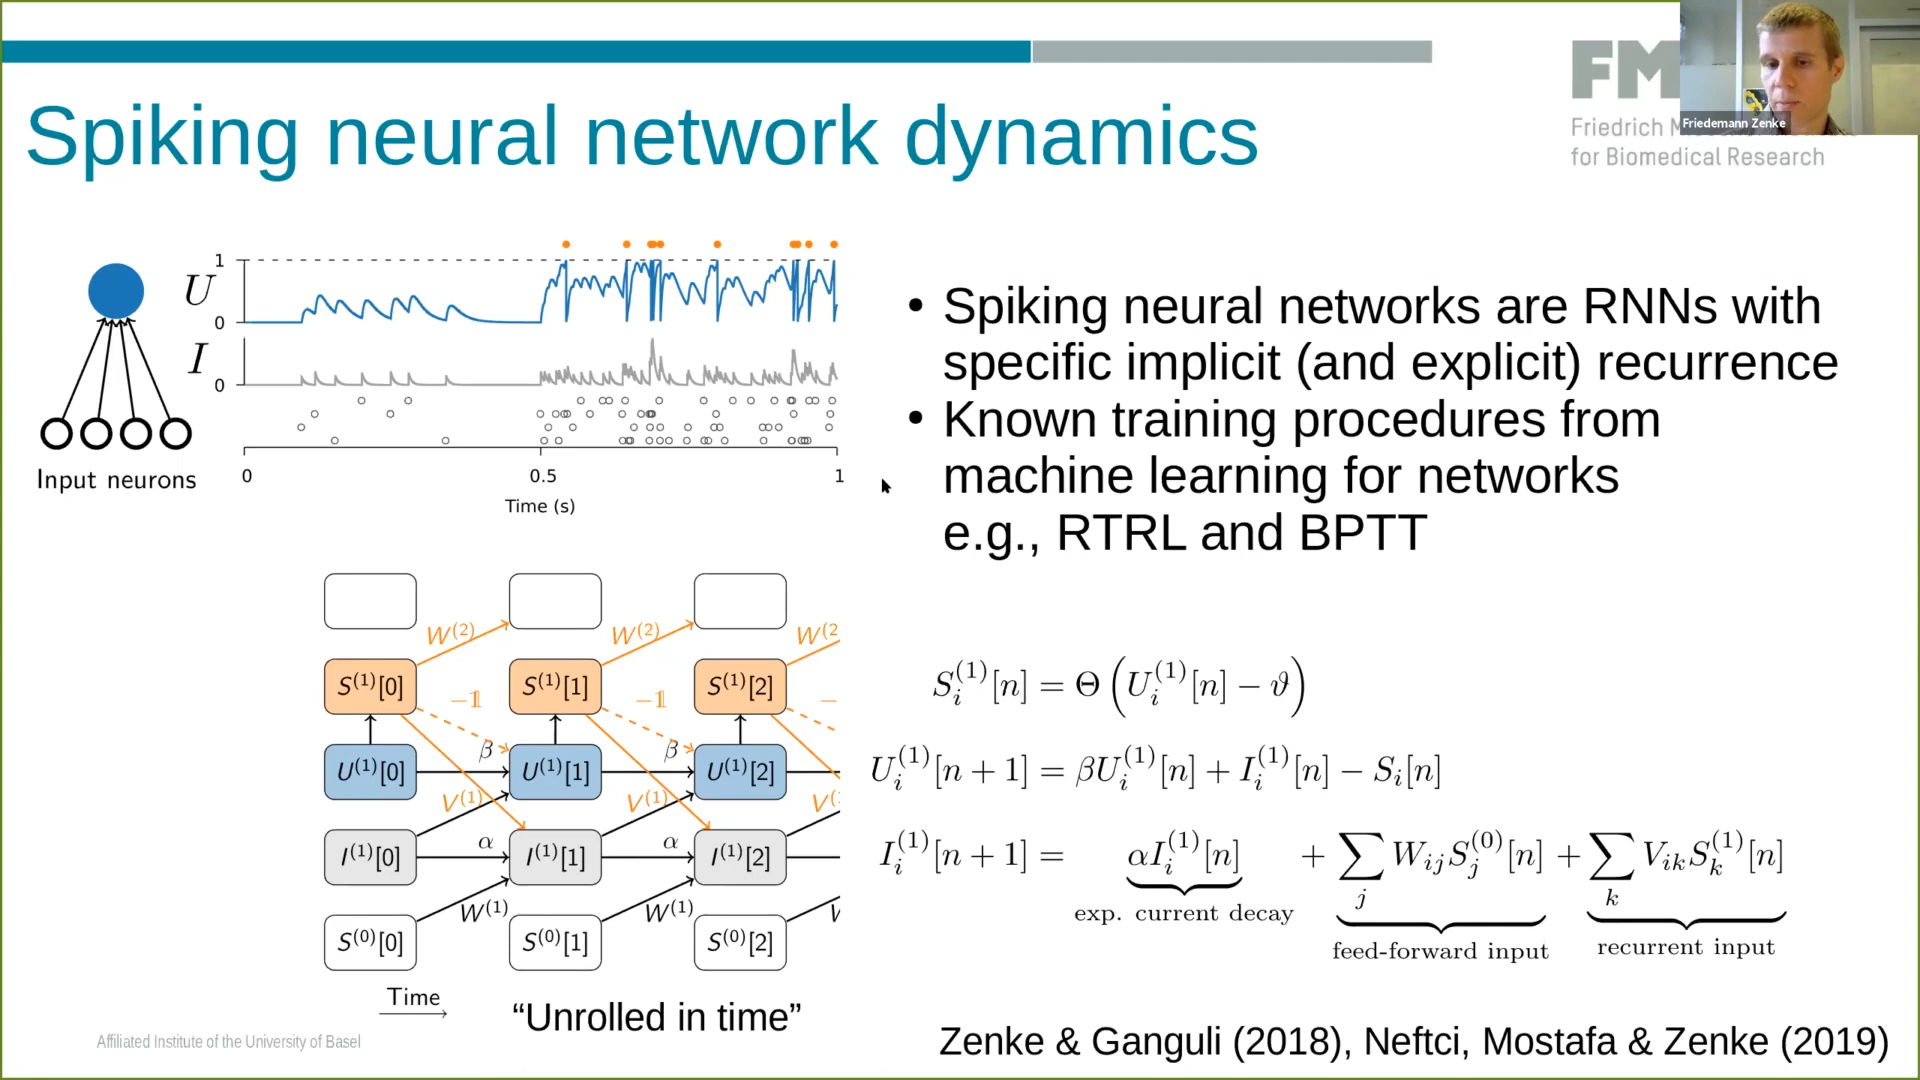 FM
Friedemann Zenke
Friedrich M
for Biomedical Research
Spiking neural network dynamics
U
1
0
I
0
Input neurons
0 0.5 1
Time (s)
• Spiking neural networks are RNNs with
specific implicit (and explicit) recurrence
• Known training procedures from
machine learning for networks
e.g., RTRL and BPTT
W^(2) W^(2) W^(2
S^(1)[0] S^(1)[1] S^(1)[2]
−𝟙 −𝟙 −
β β
U^(1)[0] U^(1)[1] U^(1)[2]
V^(1) V^(1) V^(
α α
I^(1)[0] I^(1)[1] I^(1)[2]
W^(1) W^(1)
S^(0)[0] S^(0)[1] S^(0)[2]
Time
“Unrolled in time”
S_i^(1)[n] = Θ (U_i^(1)[n] − ϑ)
U_i^(1)[n + 1] = βU_i^(1)[n] + I_i^(1)[n] − S_i[n]
I_i^(1)[n + 1] = αI_i^(1)[n] + ∑_j W_ij S_j^(0)[n] + ∑_k V_ik S_k^(1)[n]
exp. current decay
feed-forward input
recurrent input
Affiliated Institute of the University of Basel
Zenke & Ganguli (2018), Neftci, Mostafa & Zenke (2019)